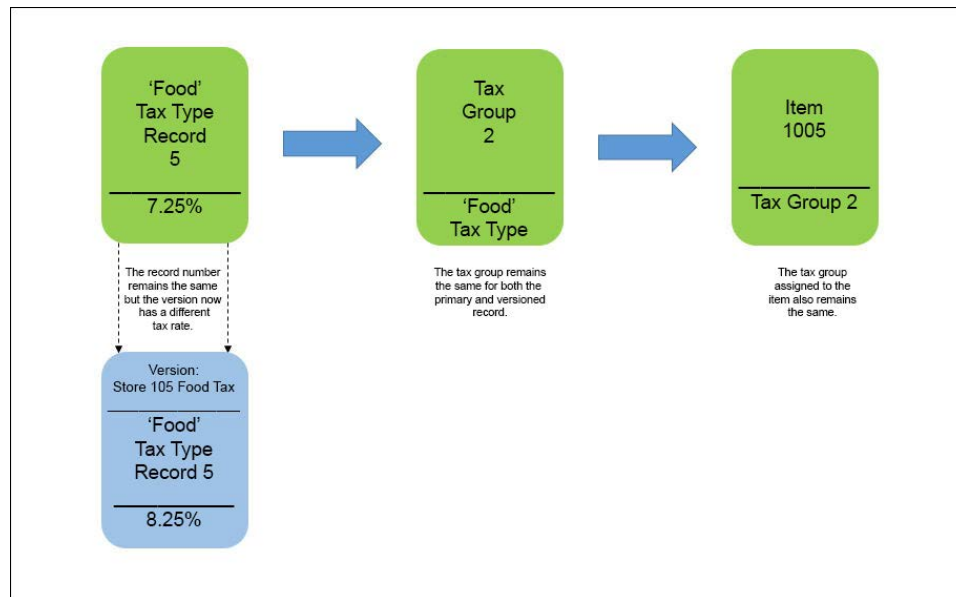 ‘Food’
Tax Type
Record
5
7.25%
Tax
Group
2
‘Food’
Tax Type
Item
1005
Tax Group 2
The record number
remains the same
but the version now
has a different
tax rate.
The tax group remains
the same for both the
primary and versioned
record.
The tax group
assigned to the
item also remains
the same.
Version:
Store 105 Food Tax
‘Food’
Tax Type
Record 5
8.25%